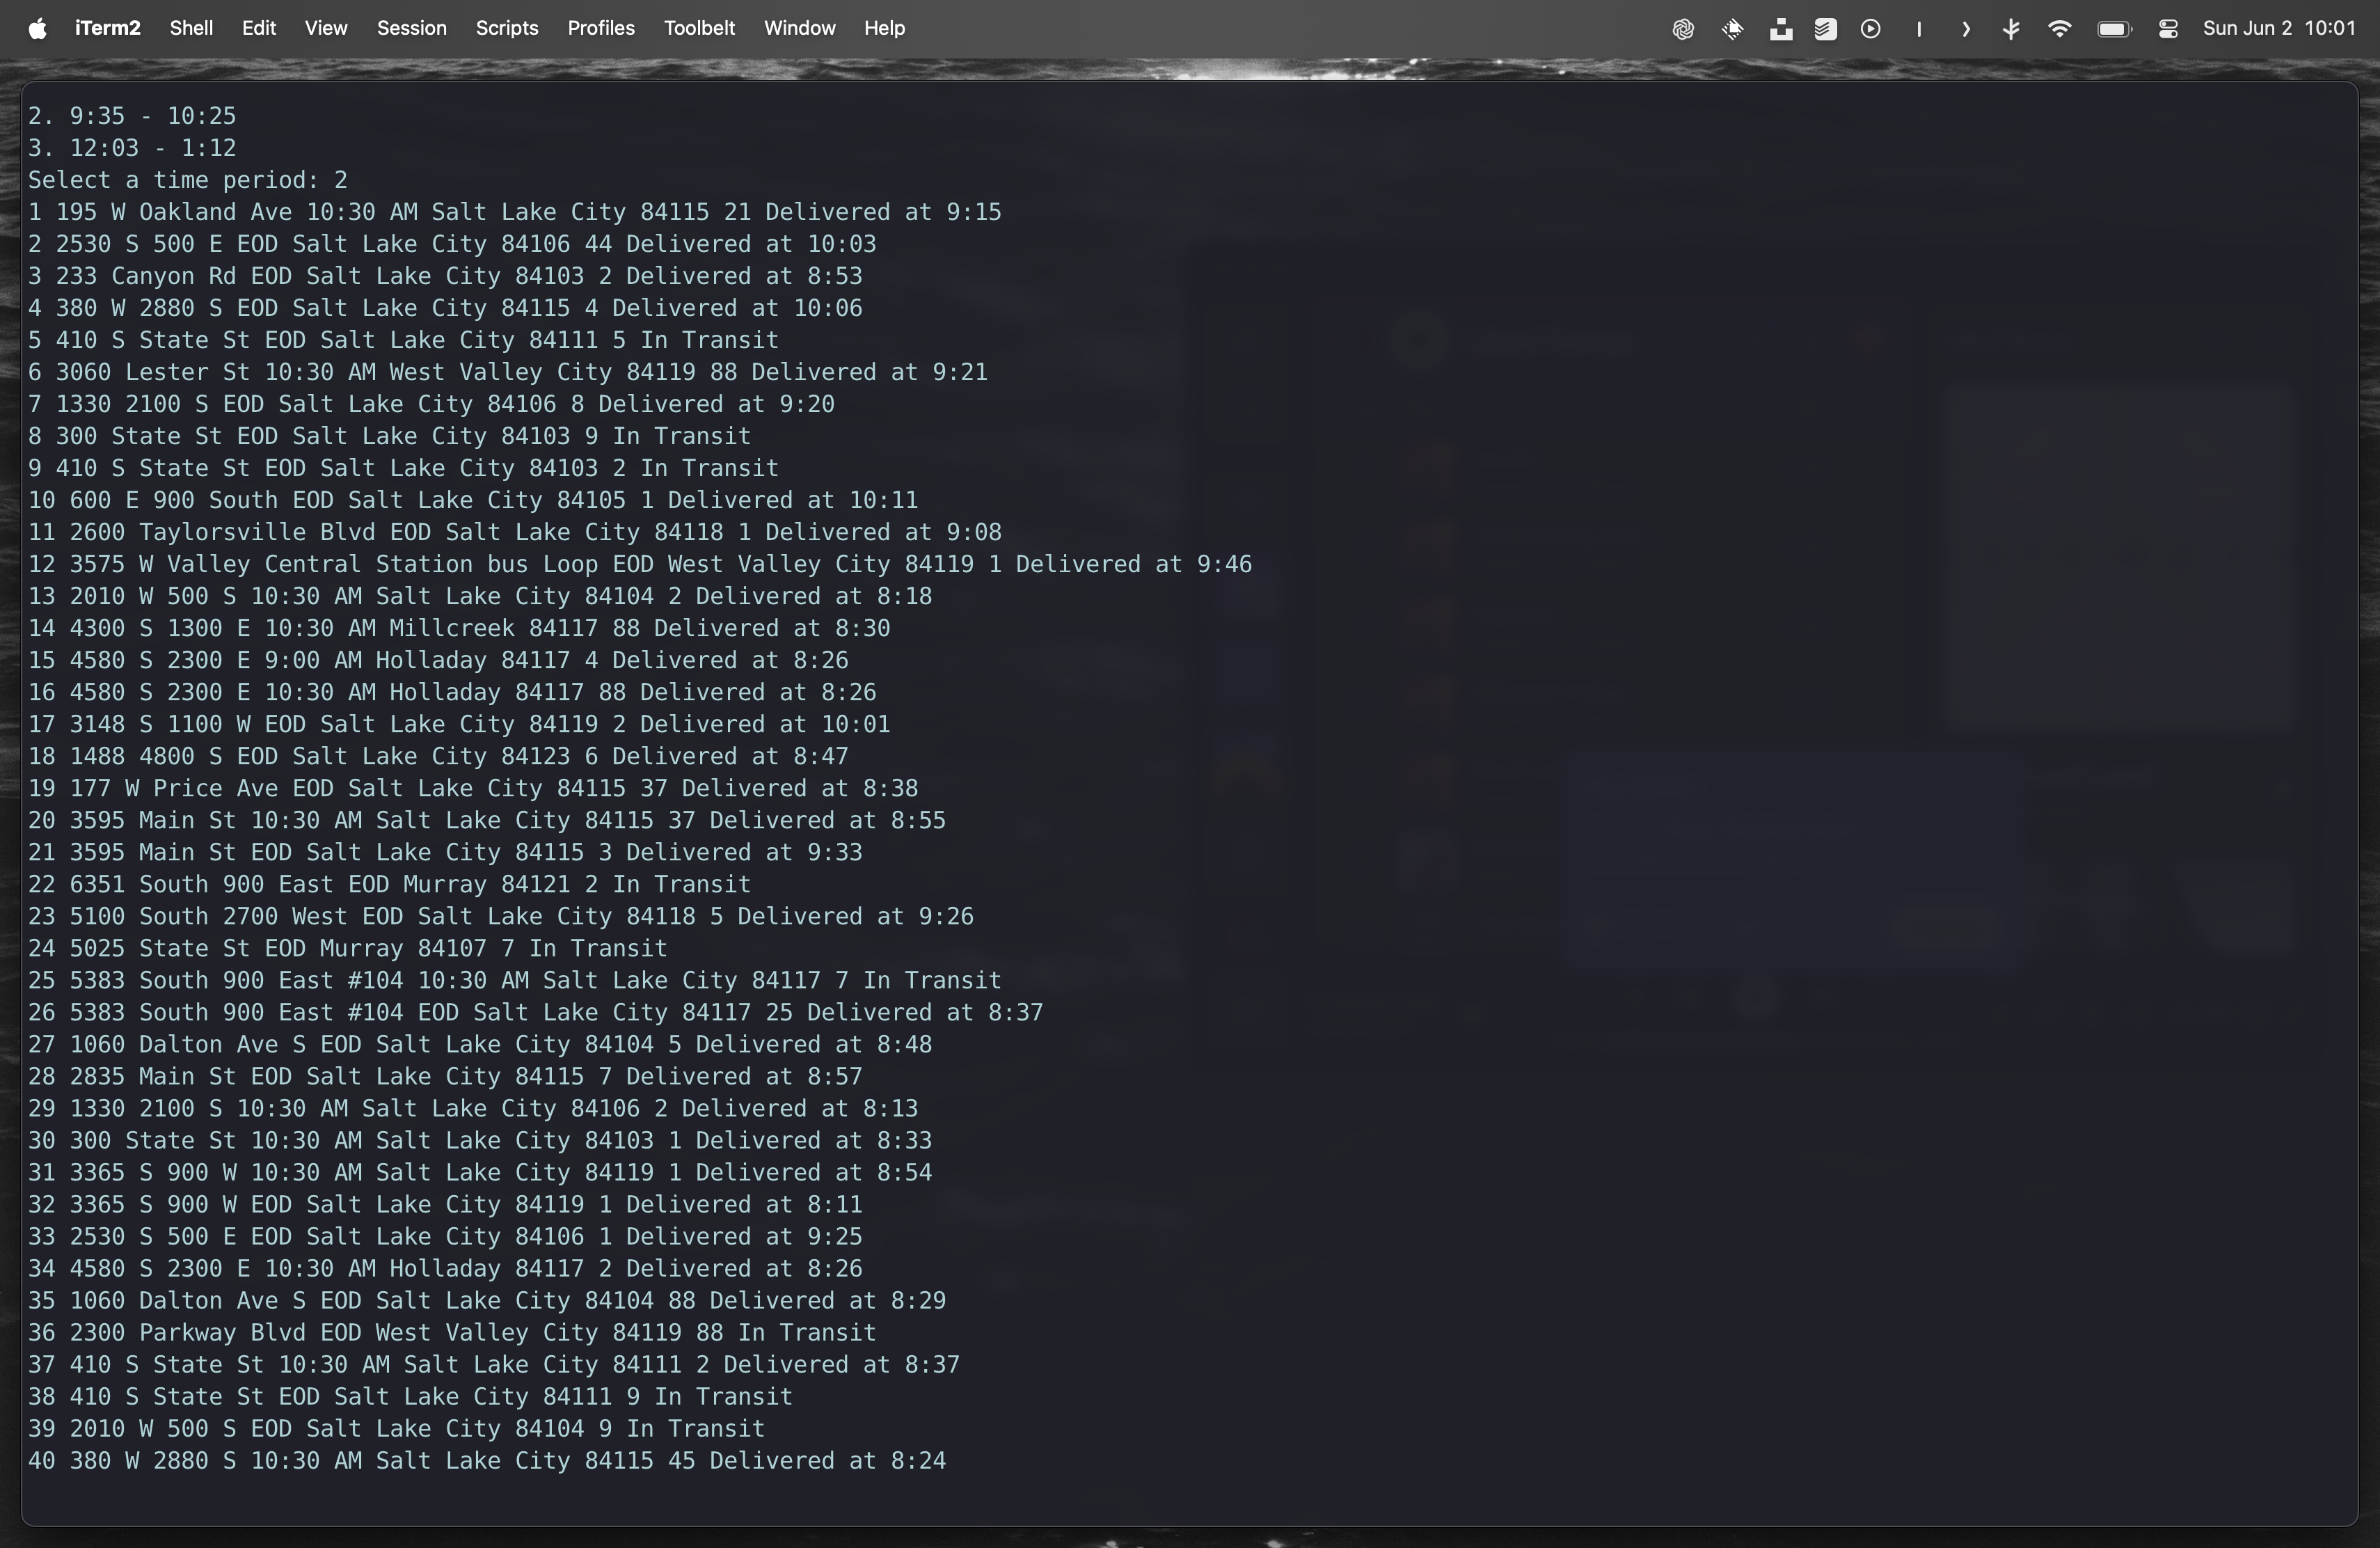 iTerm2 Shell Edit View Session Scripts Profiles Toolbelt Window Help Sun Jun 2 10:01
2. 9:35 - 10:25
3. 12:03 - 1:12
Select a time period: 2
1 195 W Oakland Ave 10:30 AM Salt Lake City 84115 21 Delivered at 9:15
2 2530 S 500 E EOD Salt Lake City 84106 44 Delivered at 10:03
3 233 Canyon Rd EOD Salt Lake City 84103 2 Delivered at 8:53
4 380 W 2880 S EOD Salt Lake City 84115 4 Delivered at 10:06
5 410 S State St EOD Salt Lake City 84111 5 In Transit
6 3060 Lester St 10:30 AM West Valley City 84119 88 Delivered at 9:21
7 1330 2100 S EOD Salt Lake City 84106 8 Delivered at 9:20
8 300 State St EOD Salt Lake City 84103 9 In Transit
9 410 S State St EOD Salt Lake City 84103 2 In Transit
10 600 E 900 South EOD Salt Lake City 84105 1 Delivered at 10:11
11 2600 Taylorsville Blvd EOD Salt Lake City 84118 1 Delivered at 9:08
12 3575 W Valley Central Station bus Loop EOD West Valley City 84119 1 Delivered at 9:46
13 2010 W 500 S 10:30 AM Salt Lake City 84104 2 Delivered at 8:18
14 4300 S 1300 E 10:30 AM Millcreek 84117 88 Delivered at 8:30
15 4580 S 2300 E 9:00 AM Holladay 84117 4 Delivered at 8:26
16 4580 S 2300 E 10:30 AM Holladay 84117 88 Delivered at 8:26
17 3148 S 1100 W EOD Salt Lake City 84119 2 Delivered at 10:01
18 1488 4800 S EOD Salt Lake City 84123 6 Delivered at 8:47
19 177 W Price Ave EOD Salt Lake City 84115 37 Delivered at 8:38
20 3595 Main St 10:30 AM Salt Lake City 84115 37 Delivered at 8:55
21 3595 Main St EOD Salt Lake City 84115 3 Delivered at 9:33
22 6351 South 900 East EOD Murray 84121 2 In Transit
23 5100 South 2700 West EOD Salt Lake City 84118 5 Delivered at 9:26
24 5025 State St EOD Murray 84107 7 In Transit
25 5383 South 900 East #104 10:30 AM Salt Lake City 84117 7 In Transit
26 5383 South 900 East #104 EOD Salt Lake City 84117 25 Delivered at 8:37
27 1060 Dalton Ave S EOD Salt Lake City 84104 5 Delivered at 8:48
28 2835 Main St EOD Salt Lake City 84115 7 Delivered at 8:57
29 1330 2100 S 10:30 AM Salt Lake City 84106 2 Delivered at 8:13
30 300 State St 10:30 AM Salt Lake City 84103 1 Delivered at 8:33
31 3365 S 900 W 10:30 AM Salt Lake City 84119 1 Delivered at 8:54
32 3365 S 900 W EOD Salt Lake City 84119 1 Delivered at 8:11
33 2530 S 500 E EOD Salt Lake City 84106 1 Delivered at 9:25
34 4580 S 2300 E 10:30 AM Holladay 84117 2 Delivered at 8:26
35 1060 Dalton Ave S EOD Salt Lake City 84104 88 Delivered at 8:29
36 2300 Parkway Blvd EOD West Valley City 84119 88 In Transit
37 410 S State St 10:30 AM Salt Lake City 84111 2 Delivered at 8:37
38 410 S State St EOD Salt Lake City 84111 9 In Transit
39 2010 W 500 S EOD Salt Lake City 84104 9 In Transit
40 380 W 2880 S 10:30 AM Salt Lake City 84115 45 Delivered at 8:24